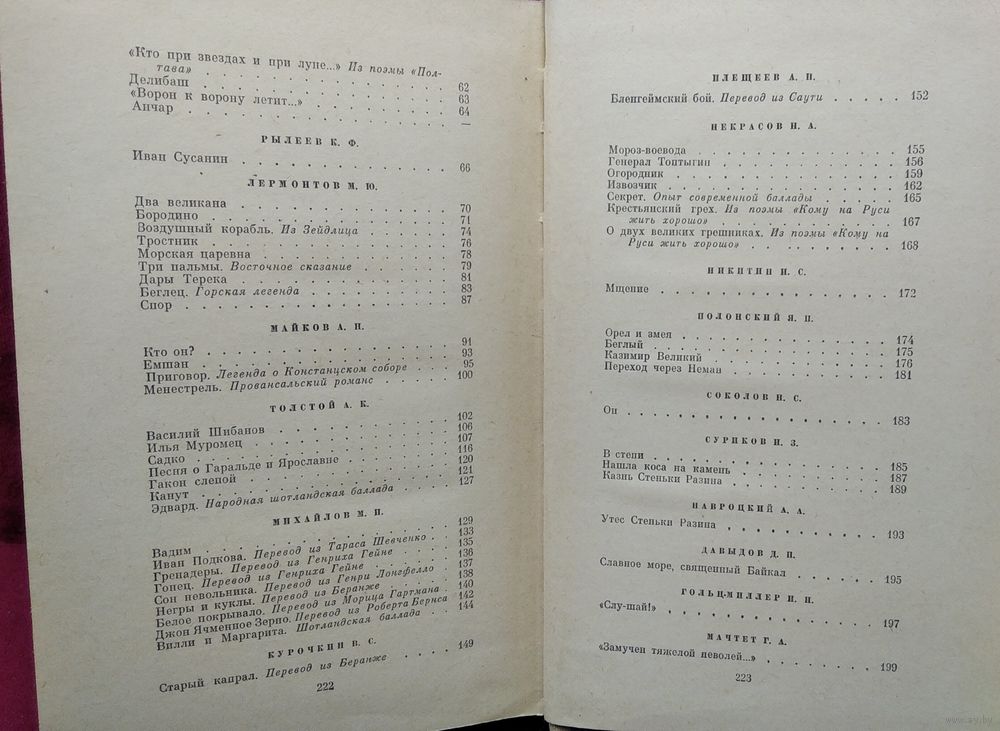 «Кто при звездах и при луне...» Из поэмы «Пол-
тава» . . . . . . . . . . . . . 62
Делибаш . . . . . . . . . . . . . 63
«Ворон к ворону летит...» . . . . . . . . . 64
Анчар . . . . . . . . . . . . . —
РЫЛЕЕВ К. Ф.
Иван Сусанин . . . . . . . . . . . 66
ЛЕРМОНТОВ М. Ю.
Два великана . . . . . . . . . . . 70
Бородино . . . . . . . . . . . . 71
Воздушный корабль. Из Зейдлица . . . . . . 74
Тростник . . . . . . . . . . . . 76
Морская царевна . . . . . . . . . . 78
Три пальмы. Восточное сказание . . . . . . 79
Дары Терека . . . . . . . . . . . 81
Беглец. Горская легенда . . . . . . . . 83
Спор . . . . . . . . . . . . . 87
МАЙКОВ А. Н.
Кто он? . . . . . . . . . . . . 91
Емшан . . . . . . . . . . . . . 93
Приговор. Легенда о Констанцском соборе . . . 95
Менестрель. Провансальский романс . . . . 100
ТОЛСТОЙ А. К.
Василий Шибанов . . . . . . . . . . 102
Илья Муромец . . . . . . . . . . . 106
Садко . . . . . . . . . . . . . 107
Песня о Гаральде и Ярославне . . . . . . 116
Гакон слепой . . . . . . . . . . . 120
Канут . . . . . . . . . . . . . 121
Эдвард. Народная шотландская баллада . . . . 127
МИХАЙЛОВ М. И.
Вадим . . . . . . . . . . . . . 129
Иван Подкова. Перевод из Тараса Шевченко . . 133
Гренадеры. Перевод из Генриха Гейне . . . . 135
Гонец. Перевод из Генриха Гейне . . . . . 136
Сон невольника. Перевод из Генри Лонгфелло . 137
Негры и куклы. Перевод из Беранже . . . . 138
Белое покрывало. Перевод из Морица Гартмана . 140
Джон Ячменное Зерно. Перевод из Роберта Бернса 142
Вилли и Маргарита. Шотландская баллада . . . 144
КУРОЧКИН В. С.
Старый капрал. Перевод из Беранже . . . . 149
222
ПЛЕЩЕЕВ А. Н.
Бленгеймский бой. Перевод из Саути . . . . . 152
НЕКРАСОВ Н. А.
Мороз-воевода . . . . . . . . . . . 155
Генерал Топтыгин . . . . . . . . . . 156
Огородник . . . . . . . . . . . . 159
Извозчик . . . . . . . . . . . . 162
Секрет. Опыт современной баллады . . . . . 165
Крестьянский грех. Из поэмы «Кому на Руси
жить хорошо» . . . . . . . . . . 167
О двух великих грешниках. Из поэмы «Кому на
Руси жить хорошо» . . . . . . . . . 168
НИКИТИН И. С.
Мщение . . . . . . . . . . . . . 172
ПОЛОНСКИЙ Я. П.
Орел и змея . . . . . . . . . . . 174
Беглый . . . . . . . . . . . . . 175
Казимир Великий . . . . . . . . . . 176
Переход через Неман . . . . . . . . . 181
СОКОЛОВ Н. С.
Он . . . . . . . . . . . . . . 183
СУРИКОВ И. З.
В степи . . . . . . . . . . . . 185
Нашла коса на камень . . . . . . . . . 187
Казнь Стеньки Разина . . . . . . . . . 189
НАВРОЦКИЙ А. А.
Утес Стеньки Разина . . . . . . . . . 193
ДАВЫДОВ Д. П.
Славное море, священный Байкал . . . . . . 195
ГОЛЬЦ-МИЛЛЕР И. И.
«Слу-шай!» . . . . . . . . . . . . 197
МАЧТЕТ Г. А.
«Замучен тяжелой неволей...» . . . . . . . 199
223
www.ay.by